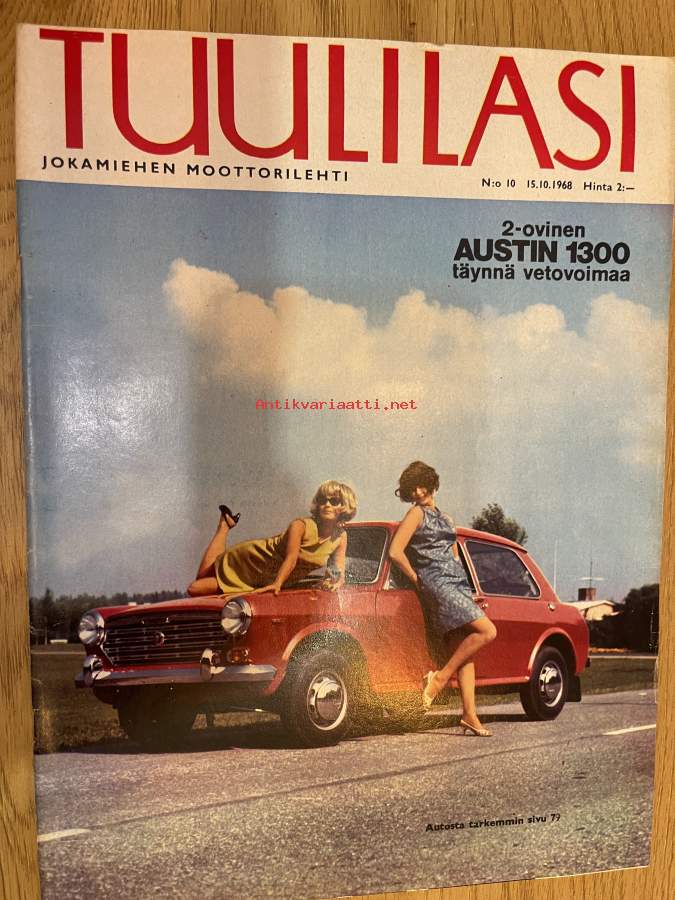 TUULILASI
JOKAMIEHEN MOOTTORILEHTI
N:o 10 15.10.1968 Hinta 2:—
2-ovinen
AUSTIN 1300
täynnä vetovoimaa
Antikvariaatti.net
Autosta tarkemmin sivu 79